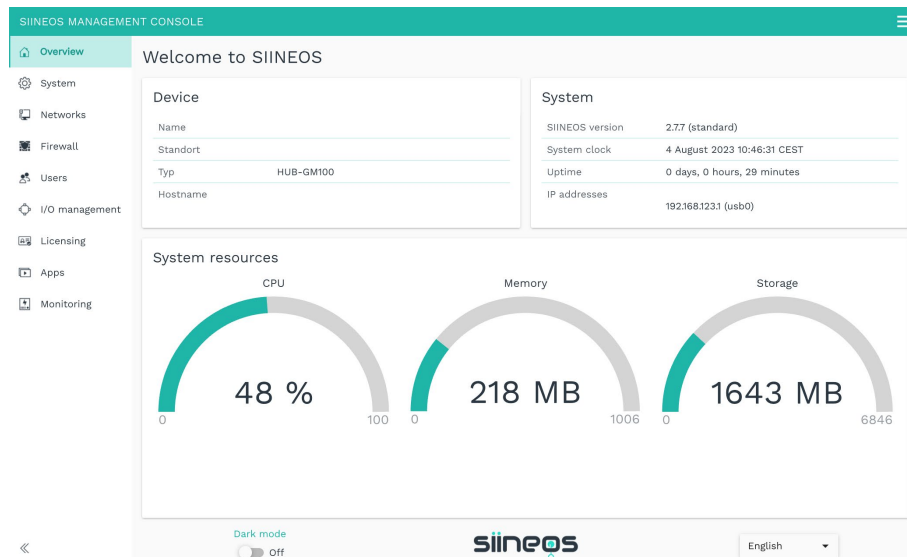 SIINEOS MANAGEMENT CONSOLE
Overview
System
Networks
Firewall
Users
I/O management
Licensing
Apps
Monitoring
Welcome to SIINEOS
Device
Name
Standort
Typ HUB-GM100
Hostname
System
SIINEOS version 2.7.7 (standard)
System clock 4 August 2023 10:46:31 CEST
Uptime 0 days, 0 hours, 29 minutes
IP addresses
192.168.123.1 (usb0)
System resources
CPU
48 %
0 100
Memory
218 MB
0 1006
Storage
1643 MB
0 6846
Dark mode
Off
siineos
English